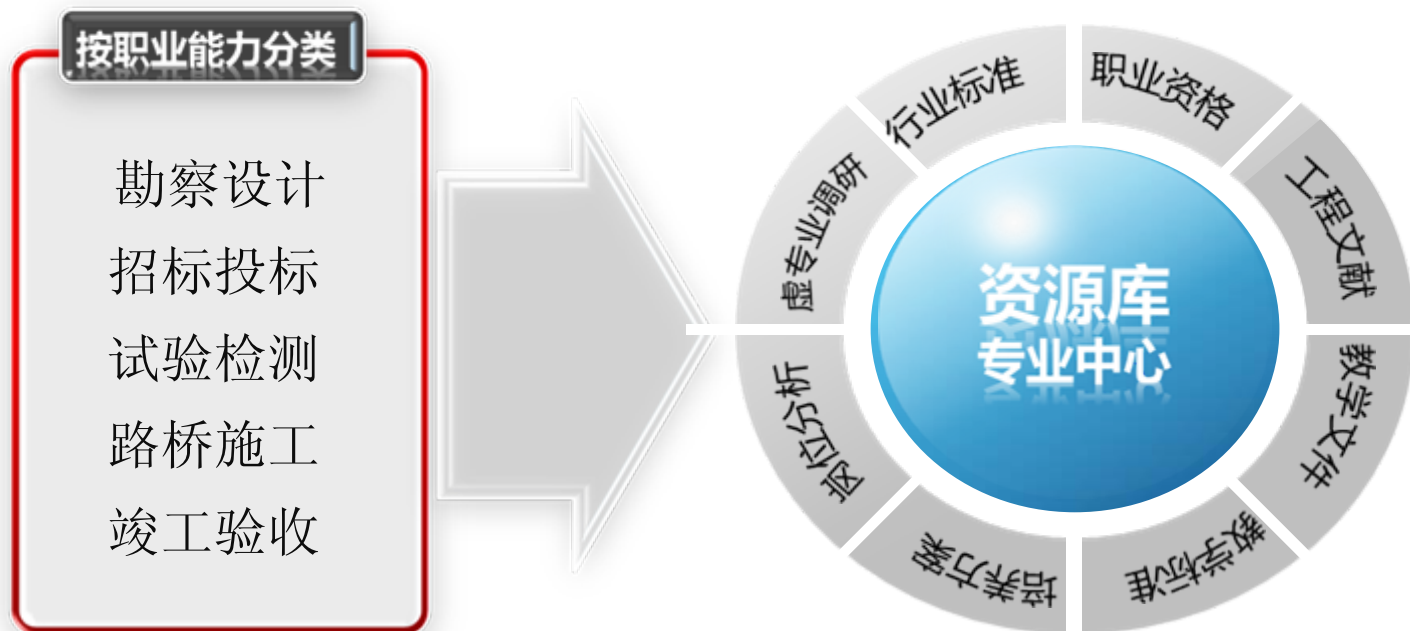 按职业能力分类
勘察设计
招标投标
试验检测
路桥施工
竣工验收
行业标准
职业资格
工程文献
教学文件
教学标准
培养方案
岗位分析
虚专业调研
资源库
专业中心